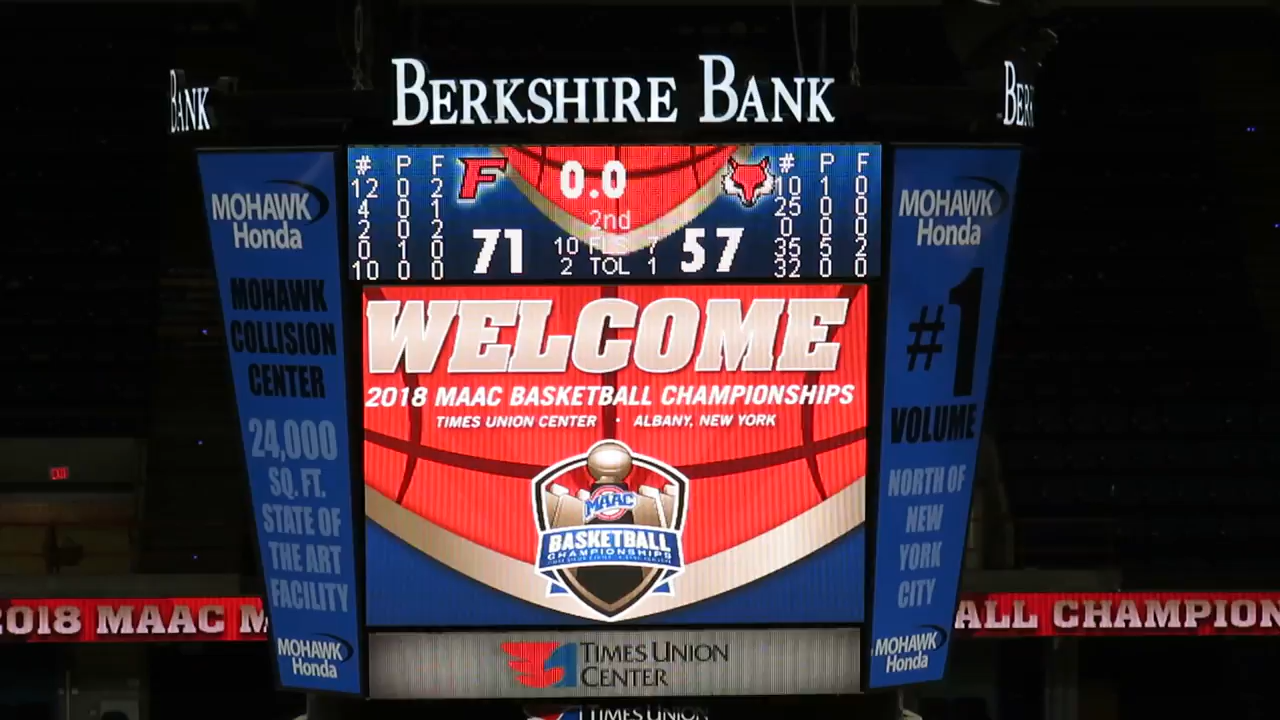 BERKSHIRE BANK
BANK
BER
MOHAWK
Honda
MOHAWK
COLLISION
CENTER
24,000
SQ. FT.
STATE OF
THE ART
FACILITY
MOHAWK
Honda
# P F
12 0 2
4 0 1
2 0 2
0 1 0
10 0 0
F
0.0
2nd
71 10 FLS 7 57
2 TOL 1
# P F
10 1 0
25 0 0
0 0 0
35 5 2
32 0 0
WELCOME
2018 MAAC BASKETBALL CHAMPIONSHIPS
TIMES UNION CENTER • ALBANY, NEW YORK
MAAC
BASKETBALL
CHAMPIONSHIPS
TIMES UNION
CENTER
TIMES UNION
MOHAWK
Honda
#1
VOLUME
NORTH OF
NEW
YORK
CITY
MOHAWK
Honda
2018 MAAC M
ALL CHAMPION
EXIT